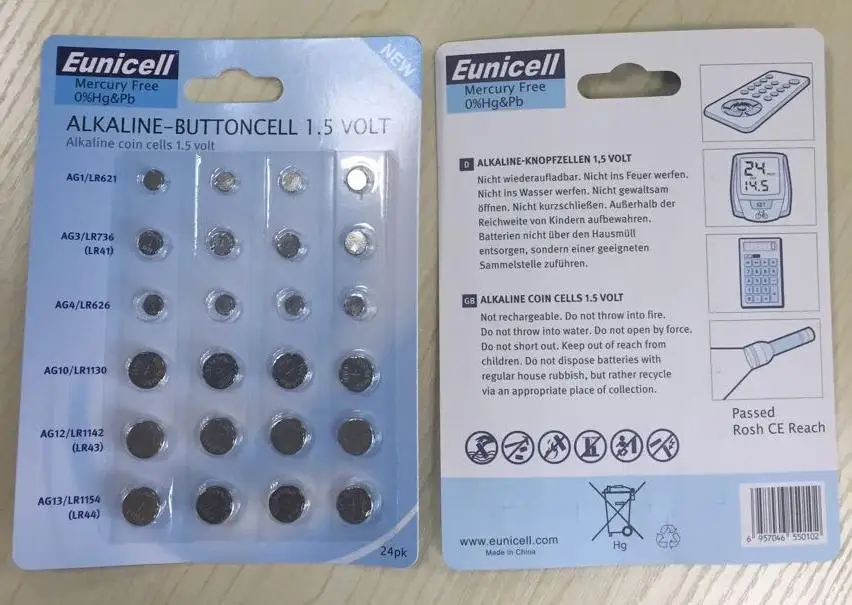 Eunicell
Mercury Free
0%Hg&Pb
NEW
ALKALINE-BUTTONCELL 1.5 VOLT
Alkaline coin cells 1.5 volt
AG1/LR621
AG3/LR736
(LR41)
AG4/LR626
AG10/LR1130
AG12/LR1142
(LR43)
AG13/LR1154
(LR44)
24pk
Eunicell
Mercury Free
0%Hg&Pb
D ALKALINE-KNOPFZELLEN 1,5 VOLT
Nicht wiederaufladbar. Nicht ins Feuer werfen.
Nicht ins Wasser werfen. Nicht gewaltsam
öffnen. Nicht kurzschließen. Außerhalb der
Reichweite von Kindern aufbewahren.
Batterien nicht über den Hausmüll
entsorgen, sondern einer geeigneten
Sammelstelle zuführen.
GB ALKALINE COIN CELLS 1.5 VOLT
Not rechargeable. Do not throw into fire.
Do not throw into water. Do not open by force.
Do not short out. Keep out of reach from
children. Do not dispose batteries with
regular house rubbish, but rather recycle
via an appropriate place of collection.
24
14.5
SET
Passed
Rosh CE Reach
www.eunicell.com
Made in China
Hg
6 957046 550102